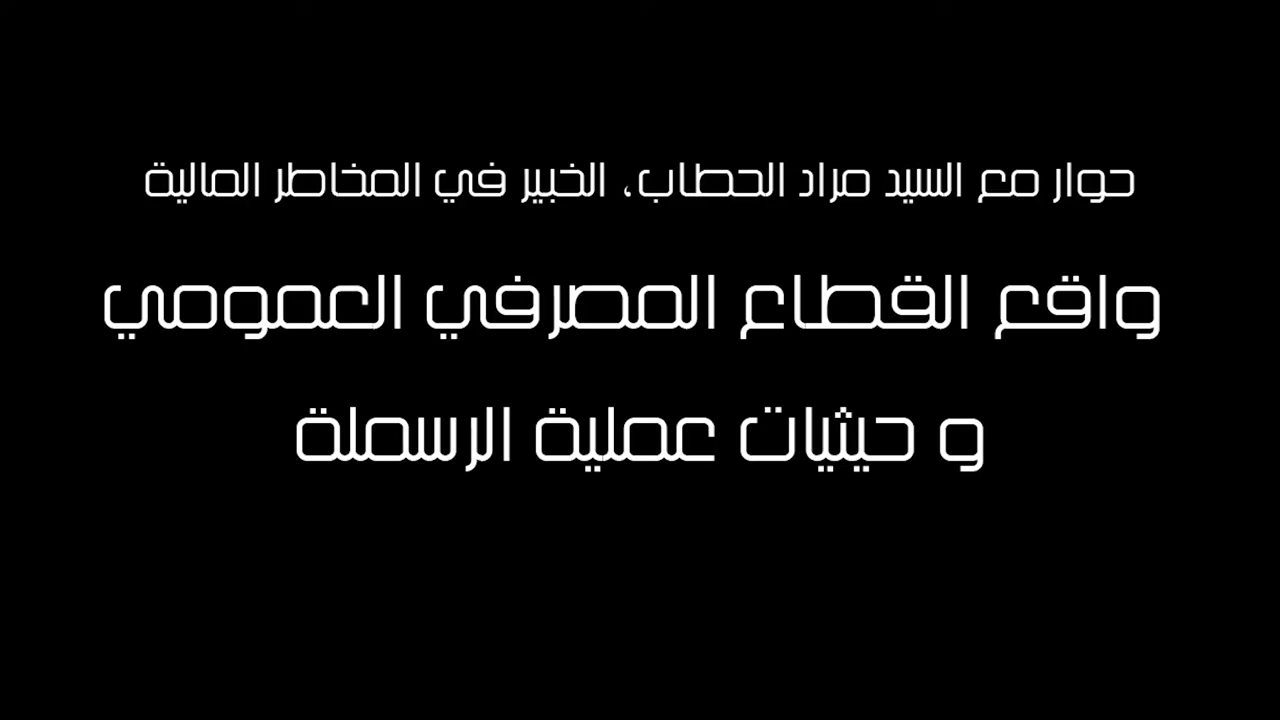 حوار مع السيد مراد الحطاب، الخبير في المخاطر المالية
واقع القطاع المصرفي العمومي
و حيثيات عملية الرسملة